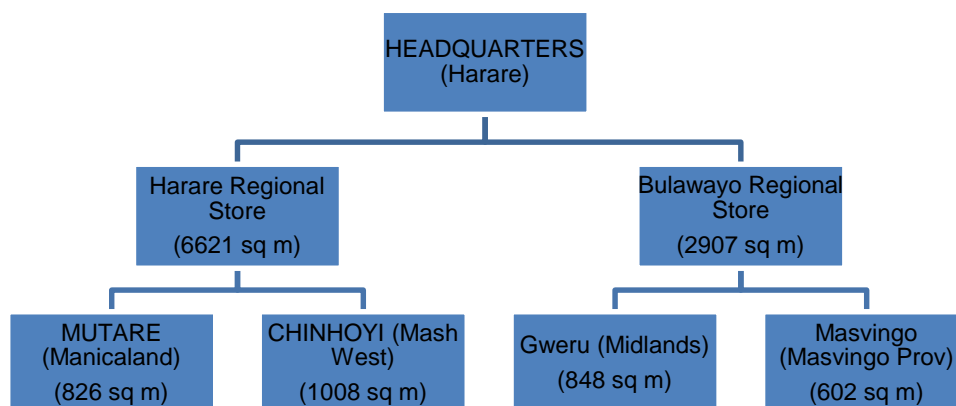 HEADQUARTERS
(Harare)
Harare Regional
Store
(6621 sq m)
Bulawayo Regional
Store
(2907 sq m)
MUTARE
(Manicaland)
(826 sq m)
CHINHOYI (Mash
West)
(1008 sq m)
Gweru (Midlands)
(848 sq m)
Masvingo
(Masvingo Prov)
(602 sq m)